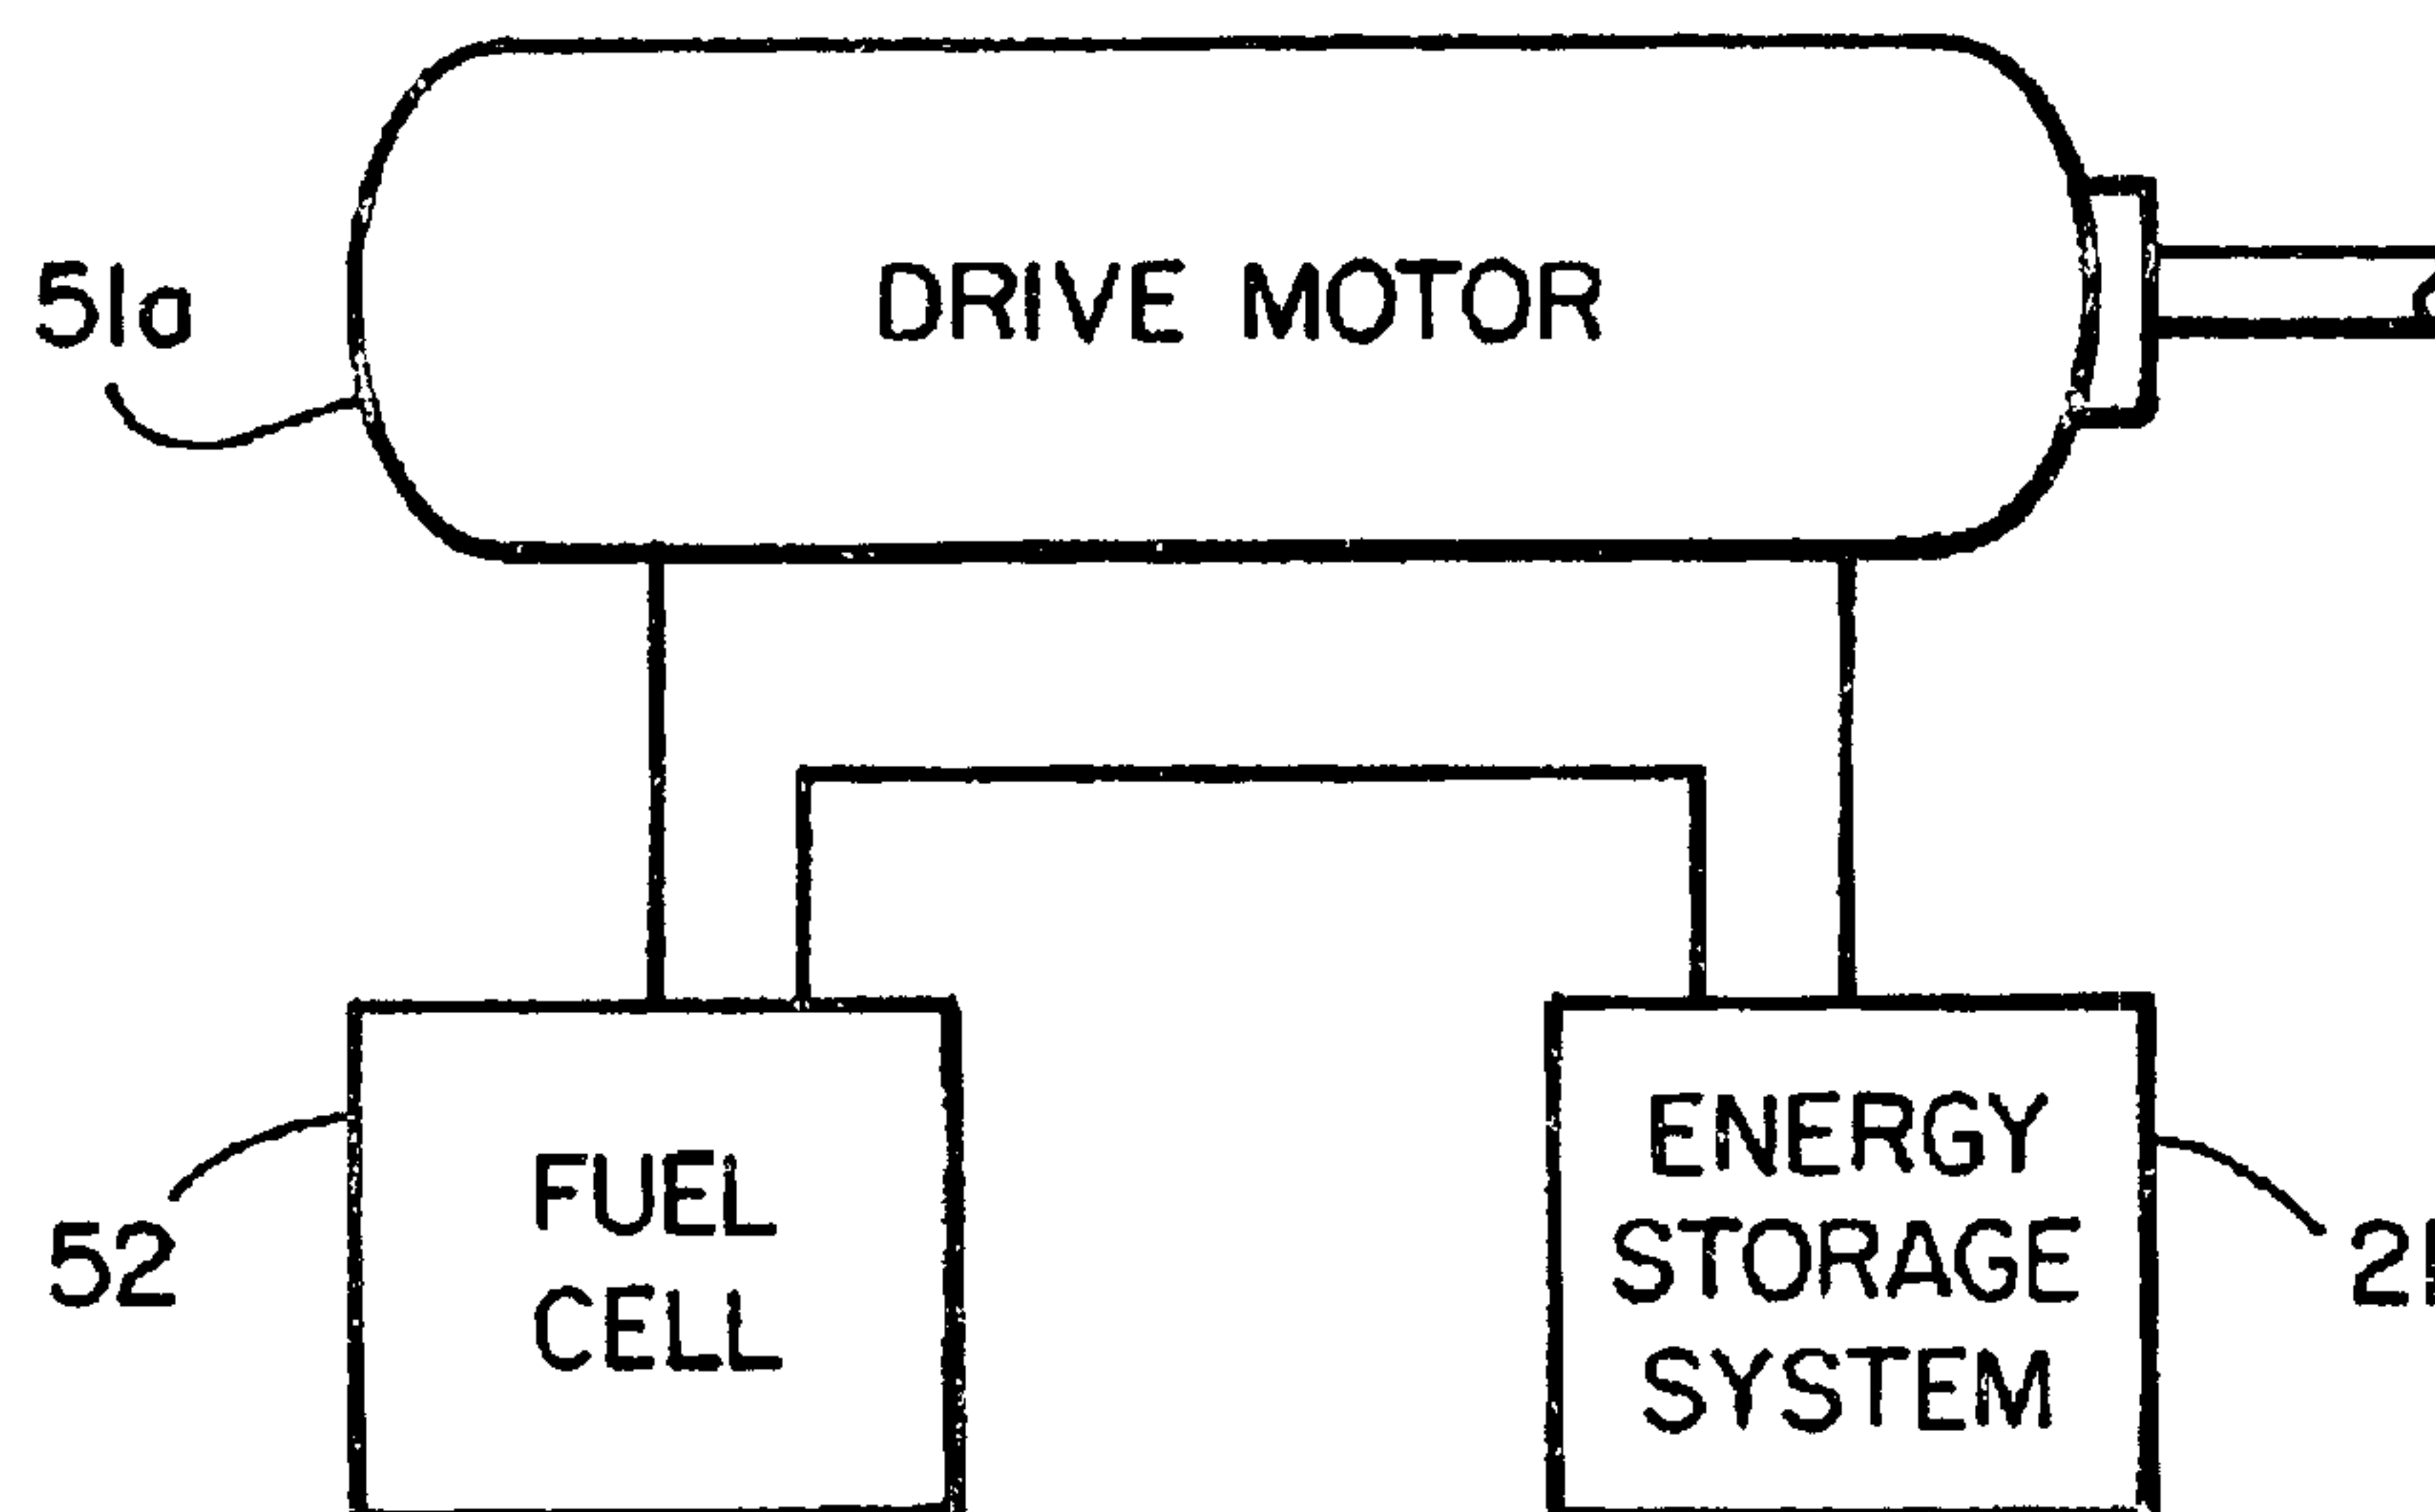 51a
DRIVE MOTOR
52
FUEL
CELL
ENERGY
STORAGE
SYSTEM